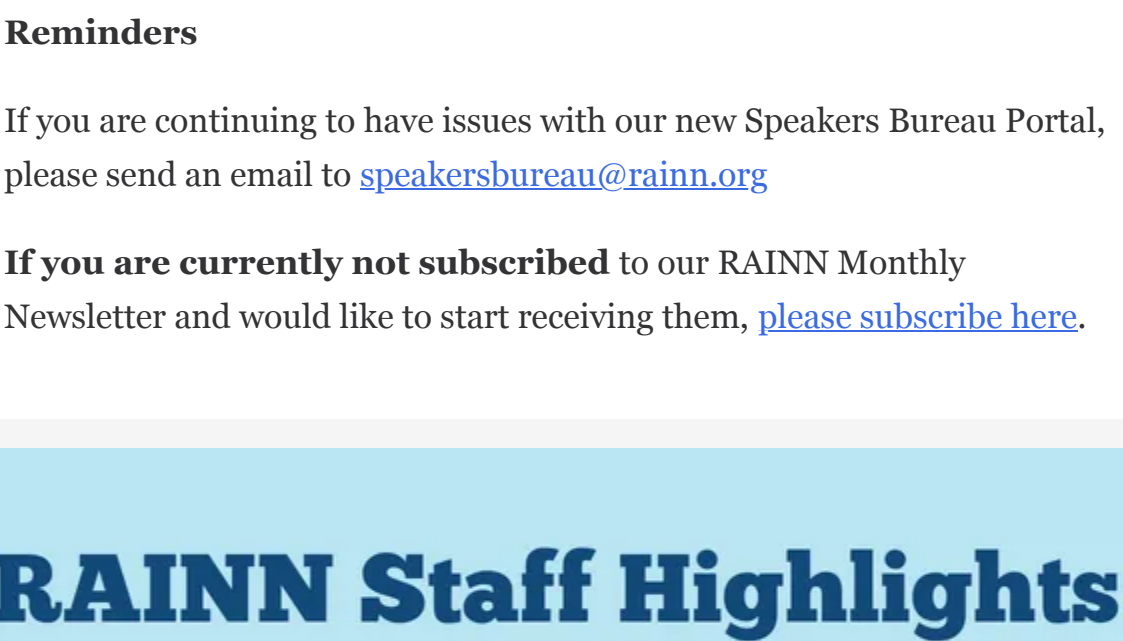 Reminders
If you are continuing to have issues with our new Speakers Bureau Portal,
please send an email to speakersbureau@rainn.org
If you are currently not subscribed to our RAINN Monthly
Newsletter and would like to start receiving them, please subscribe here.
RAINN Staff Highlights